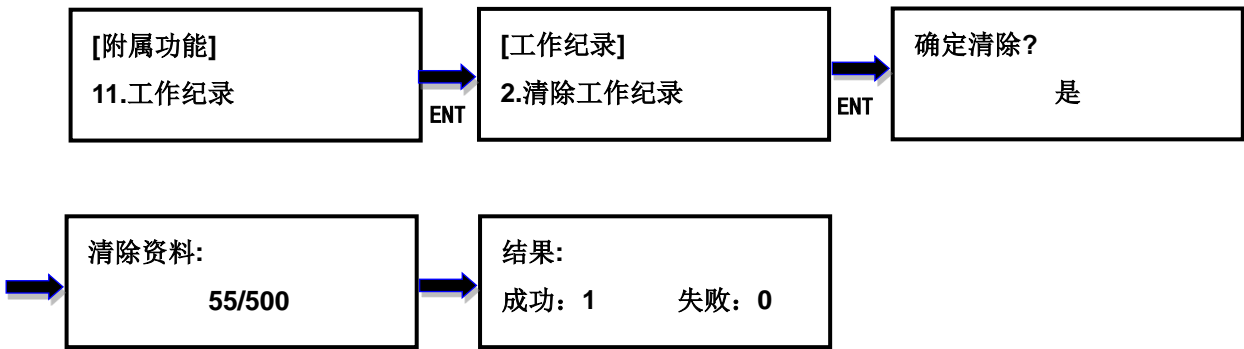 [附属功能]
11.工作纪录
ENT
[工作纪录]
2.清除工作纪录
ENT
确定清除?
是
清除资料:
55/500
结果:
成功：1 失败：0